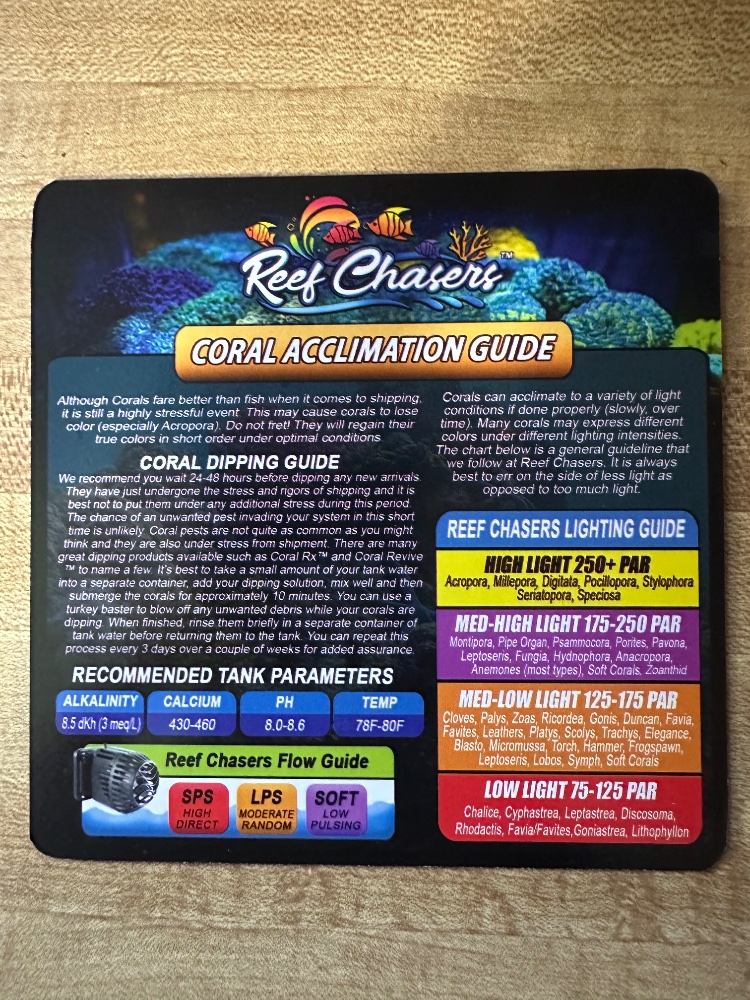 Reef Chasers™
CORAL ACCLIMATION GUIDE
Although Corals fare better than fish when it comes to shipping,
it is still a highly stressful event. This may cause corals to lose
color (especially Acropora). Do not fret! They will regain their
true colors in short order under optimal conditions
CORAL DIPPING GUIDE
We recommend you wait 24-48 hours before dipping any new arrivals.
They have just undergone the stress and rigors of shipping and it is
best not to put them under any additional stress during this period.
The chance of an unwanted pest invading your system in this short
time is unlikely. Coral pests are not quite as common as you might
think and they are also under stress from shipment. There are many
great dipping products available such as Coral Rx™ and Coral Revive
™ to name a few. It's best to take a small amount of your tank water
into a separate container, add your dipping solution, mix well and then
submerge the corals for approximately 10 minutes. You can use a
turkey baster to blow off any unwanted debris while your corals are
dipping. When finished, rinse them briefly in a separate container of
tank water before returning them to the tank. You can repeat this
process every 3 days over a couple of weeks for added assurance.
RECOMMENDED TANK PARAMETERS
ALKALINITY CALCIUM PH TEMP
8.5 dKh (3 meq/L) 430-460 8.0-8.6 78F-80F
Reef Chasers Flow Guide
SPS LPS SOFT
HIGH MODERATE LOW
DIRECT RANDOM PULSING
Corals can acclimate to a variety of light
conditions if done properly (slowly, over
time). Many corals may express different
colors under different lighting intensities.
The chart below is a general guideline that
we follow at Reef Chasers. It is always
best to err on the side of less light as
opposed to too much light.
REEF CHASERS LIGHTING GUIDE
HIGH LIGHT 250+ PAR
Acropora, Millepora, Digitata, Pocillopora, Stylophora
Seriatopora, Speciosa
MED-HIGH LIGHT 175-250 PAR
Montipora, Pipe Organ, Psammocora, Porites, Pavona,
Leptoseris, Fungia, Hydnophora, Anacropora,
Anemones (most types), Soft Corals, Zoanthid
MED-LOW LIGHT 125-175 PAR
Cloves, Palys, Zoas, Ricordea, Gonis, Duncan, Favia,
Favites, Leathers, Platys, Scolys, Trachys, Elegance,
Blasto, Micromussa, Torch, Hammer, Frogspawn,
Leptoseris, Lobos, Symph, Soft Corals
LOW LIGHT 75-125 PAR
Chalice, Cyphastrea, Leptastrea, Discosoma,
Rhodactis, Favia/Favites,Goniastrea, Lithophyllon